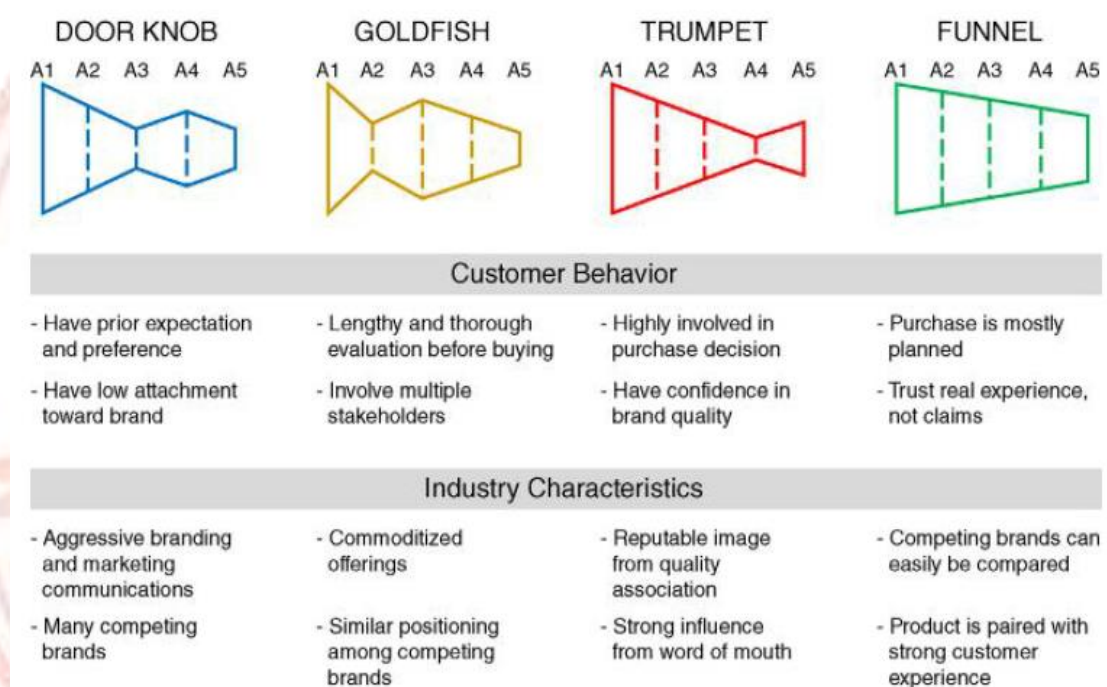 DOOR KNOB GOLDFISH TRUMPET FUNNEL
A1 A2 A3 A4 A5 A1 A2 A3 A4 A5 A1 A2 A3 A4 A5 A1 A2 A3 A4 A5
Customer Behavior
- Have prior expectation
and preference
- Have low attachment
toward brand
- Lengthy and thorough
evaluation before buying
- Involve multiple
stakeholders
- Highly involved in
purchase decision
- Have confidence in
brand quality
- Purchase is mostly
planned
- Trust real experience,
not claims
Industry Characteristics
- Aggressive branding
and marketing
communications
- Many competing
brands
- Commoditized
offerings
- Similar positioning
among competing
brands
- Reputable image
from quality
association
- Strong influence
from word of mouth
- Competing brands can
easily be compared
- Product is paired with
strong customer
experience